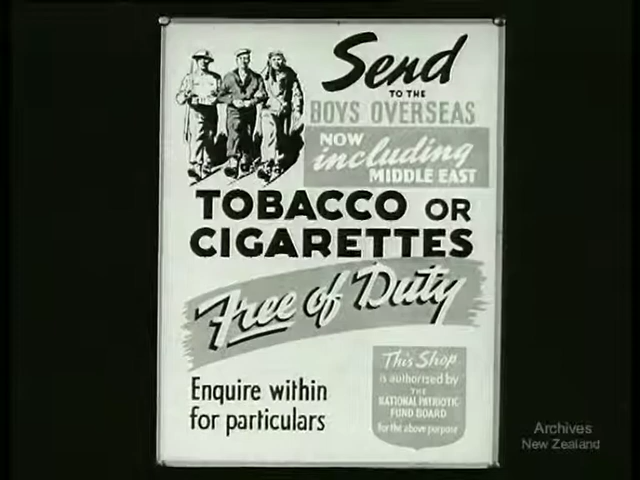 Send
TO THE
BOYS OVERSEAS
NOW
including
MIDDLE EAST
TOBACCO OR
CIGARETTES
Free of Duty
Enquire within
for particulars
This Shop
is authorised by
THE
NATIONAL PATRIOTIC
FUND BOARD
for the above purpose
Archives
New Zealand